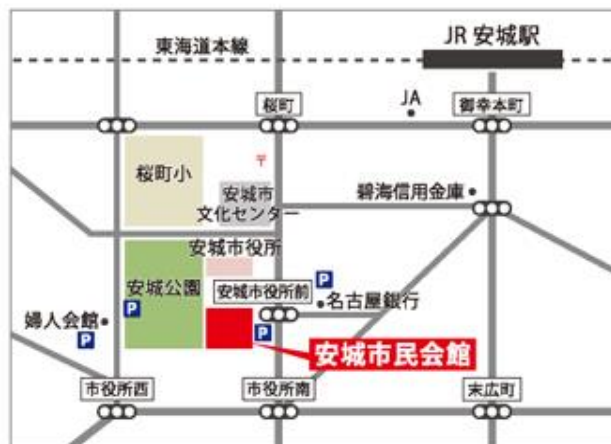 JR 安城駅
東海道本線
桜町
JA
御幸本町
〒
桜町小
安城市
文化センター
碧海信用金庫
安城市役所
安城公園
P
安城市役所前
P
名古屋銀行
婦人会館
P
P
安城市民会館
市役所西
市役所南
末広町